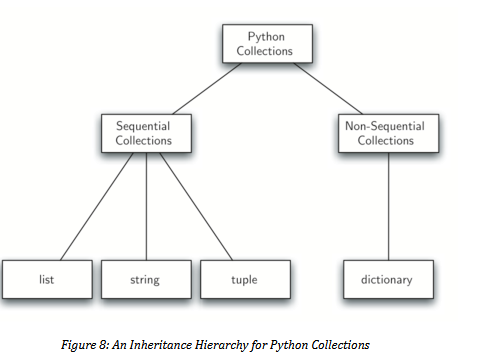 Python
Collections
Sequential
Collections
Non-Sequential
Collections
list
string
tuple
dictionary
Figure 8: An Inheritance Hierarchy for Python Collections